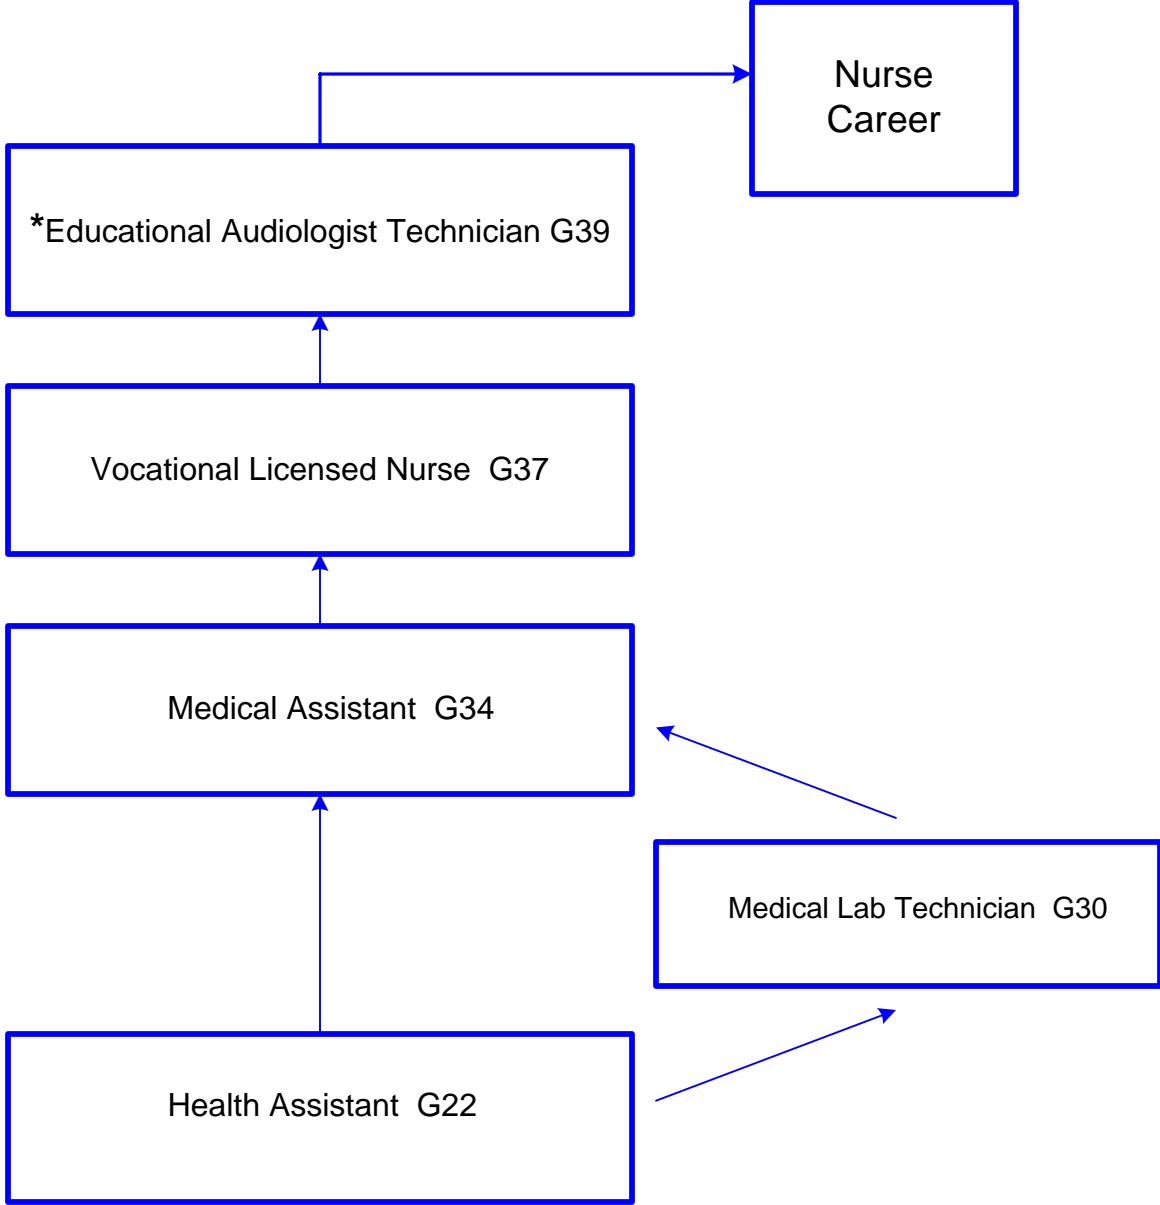 Nurse
Career
*Educational Audiologist Technician G39
Vocational Licensed Nurse  G37
Medical Assistant  G34
Medical Lab Technician  G30
Health Assistant  G22